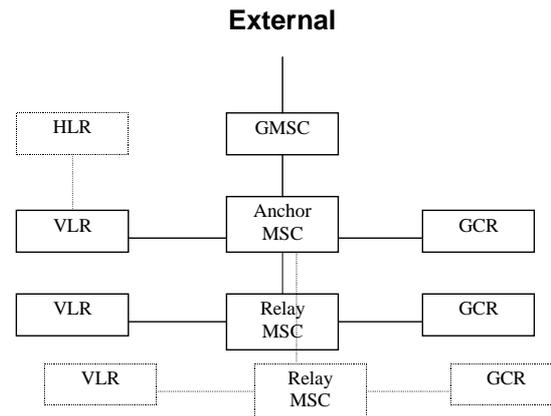 External
HLR
GMSC
VLR
Anchor
MSC
GCR
VLR
Relay
MSC
GCR
VLR
Relay
MSC
GCR